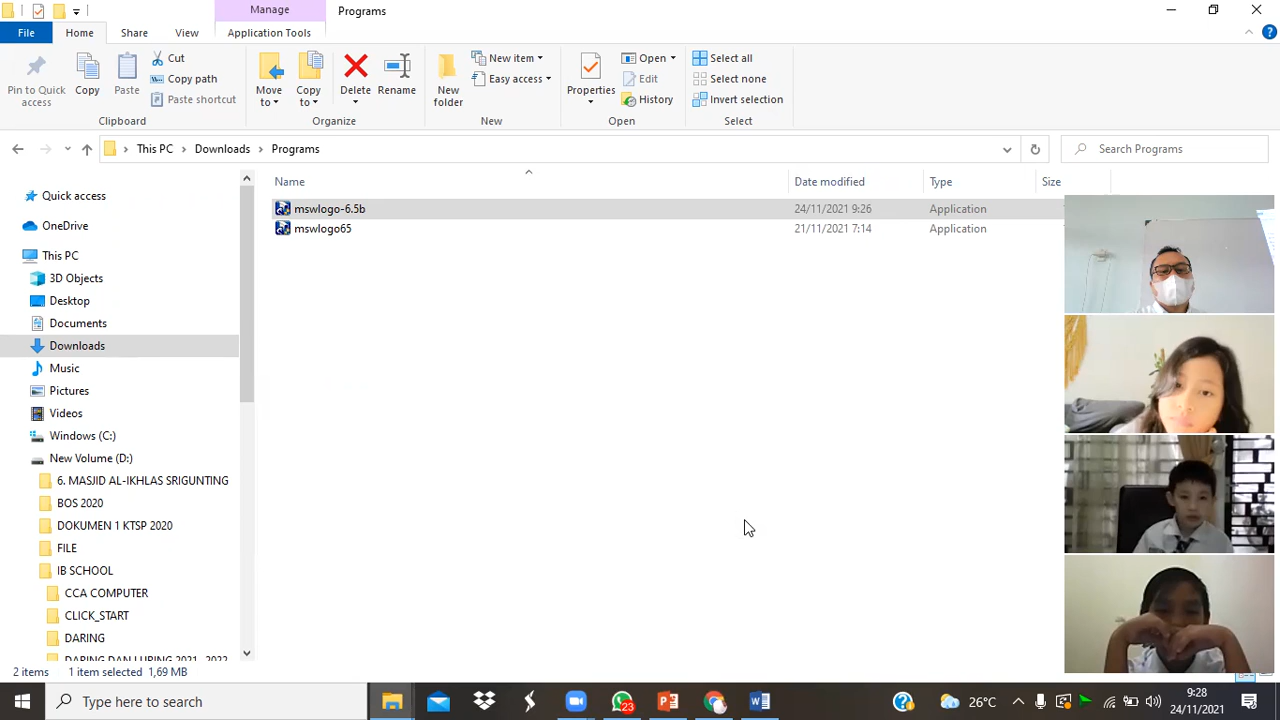 Manage
Programs
File
Home
Share
View
Application Tools
Pin to Quick access
Copy
Paste
Cut
Copy path
Paste shortcut
Clipboard
Move to
Copy to
Delete
Rename
Organize
New folder
New item
Easy access
New
Properties
Open
Edit
History
Open
Select all
Select none
Invert selection
Select
This PC
Downloads
Programs
Search Programs
Name
Date modified
Type
Size
mswlogo-6.5b 24/11/2021 9:26 Application
mswlogo65 21/11/2021 7:14 Application
Quick access
OneDrive
This PC
3D Objects
Desktop
Documents
Downloads
Music
Pictures
Videos
Windows (C:)
New Volume (D:)
6. MASJID AL-IKHLAS SRIGUNTING
BOS 2020
DOKUMEN 1 KTSP 2020
FILE
IB SCHOOL
CCA COMPUTER
CLICK_START
DARING
DARING DAN LURING 2021_2022
2 items
1 item selected 1,69 MB
Type here to search
23
26°C
9:28
24/11/2021